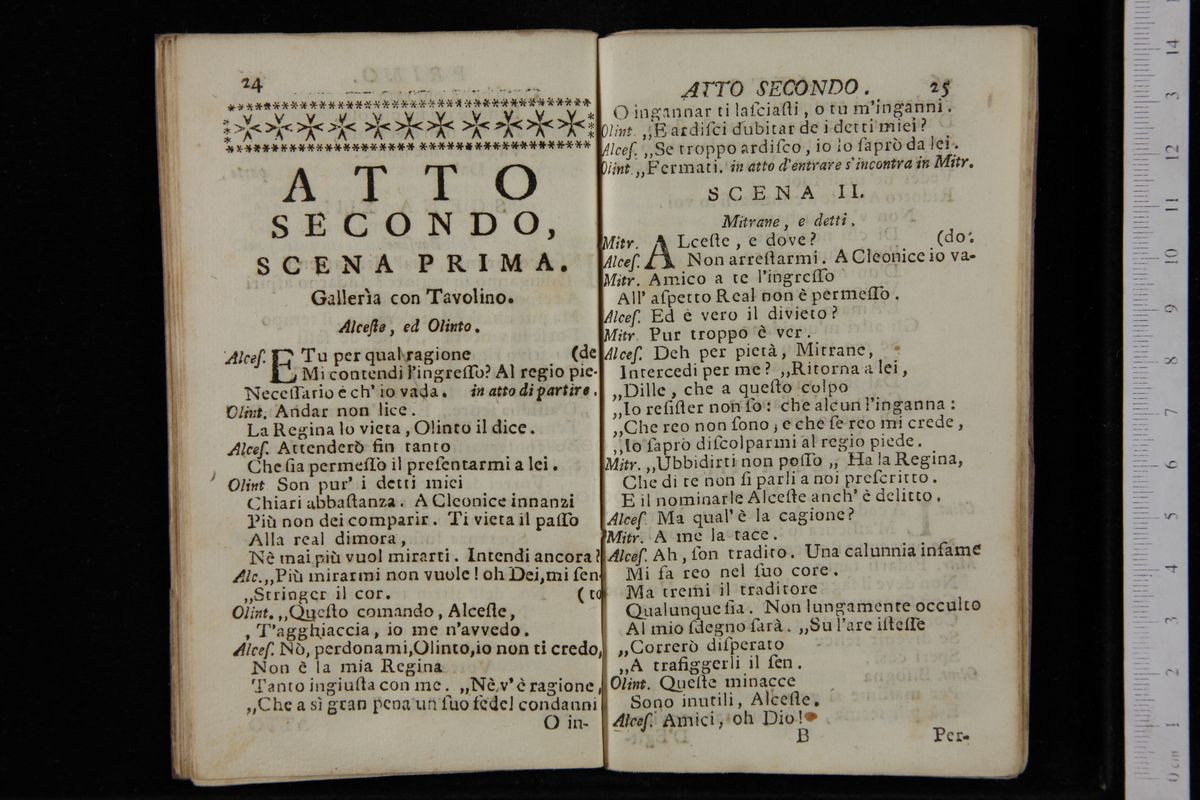 24
ATTO
SECONDO,
SCENA PRIMA.
Gallerìa con Tavolino.
Alceſte, ed Olinto.
Alceſ. E Tu per qual ragione (de
Mi contendi l'ingreſſo? Al regio pie-
Neceſſario è ch' io vada. in atto di partire.
Olint. Andar non lice.
La Regina lo vieta, Olinto il dice.
Alceſ. Attenderò fin tanto
Che ſia permeſſo il preſentarmi a lei.
Olint Son pur' i detti miei
Chiari abbaſtanza. A Cleonice innanzi
Più non dei comparir. Ti vieta il paſſo
Alla real dimora,
Nè mai più vuol mirarti. Intendi ancora?
Alc.,,Più mirarmi non vuole! oh Dei, mi ſen-
,,Stringer il cor. (to
Olint.,,Queſto comando, Alceſte,
, T'agghiaccia, io me n'avvedo.
Alceſ. Nò, perdonami, Olinto, io non ti credo,
Non è la mia Regina
Tanto ingiuſta con me. ,,Nè v'è ragione,
,,Che a sì gran pena un ſuo fedel condanni
O in-
ATTO SECONDO. 25
O ingannar ti laſciaſti, o tu m'inganni.
Olint. ,,E ardiſci dubitar de i detti miei?
Alceſ. ,,Se troppo ardiſco, io lo ſaprò da lei.
Olint ,,Fermati. in atto d'entrare s'incontra in Mitr.
SCENA II.
Mitrane, e detti.
Mitr. ALceſte, e dove? (do.
Alceſ. Non arreſtarmi. A Cleonice io va-
Mitr. Amico a te l'ingreſſo
All' aſpetto Real non è permeſſo.
Alceſ. Ed è vero il divieto?
Mitr Pur troppo è ver.
Alceſ. Deh per pietà, Mitrane,
Intercedi per me? ,,Ritorna a lei,
,,Dille, che a queſto colpo
,,Io reſiſter non ſo: che alcun l'inganna:
,,Che reo non ſono, e che ſe reo mi crede,
,,Io ſaprò diſcolparmi al regio piede.
Mitr. ,,Ubbidirti non poſſo ,, Ha la Regina,
Che di te non ſi parli a noi preſcritto.
E il nominarle Alceſte anch' è delitto.
Alceſ. Ma qual' è la cagione?
Mitr. A me la tace.
Alceſ. Ah, ſon tradito. Una calunnia infame
Mi fa reo nel ſuo core.
Ma tremi il traditore
Qualunque ſia. Non lungamente occulto
Al mio ſdegno ſarà. ,,Su l'are iſteſſe
,,Correrò diſperato
,,A trafiggerli il ſen.
Olint. Queſte minacce
Sono inutili, Alceſte.
Alceſ. Amici, oh Dio!
B Per-